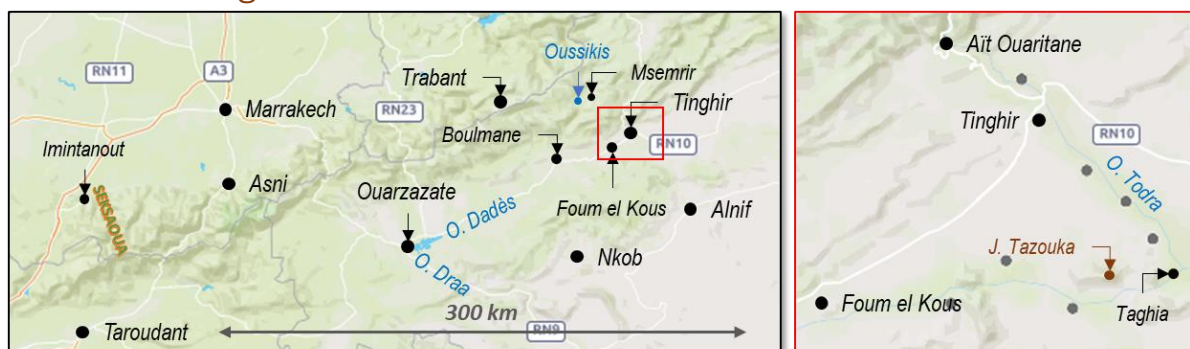 RN11
A3
Oussikis
Msemrir
Trabant
RN23
Marrakech
Tinghir
Boulmane
RN10
Imintanout
Asni
Ouarzazate
SEKSAOUA
O. Dadès
Foum el Kous
Alnif
O. Draa
Nkob
300 km
Taroudant
RN9
Aït Ouaritane
Tinghir
RN10
O. Todra
J. Tazouka
Foum el Kous
Taghia